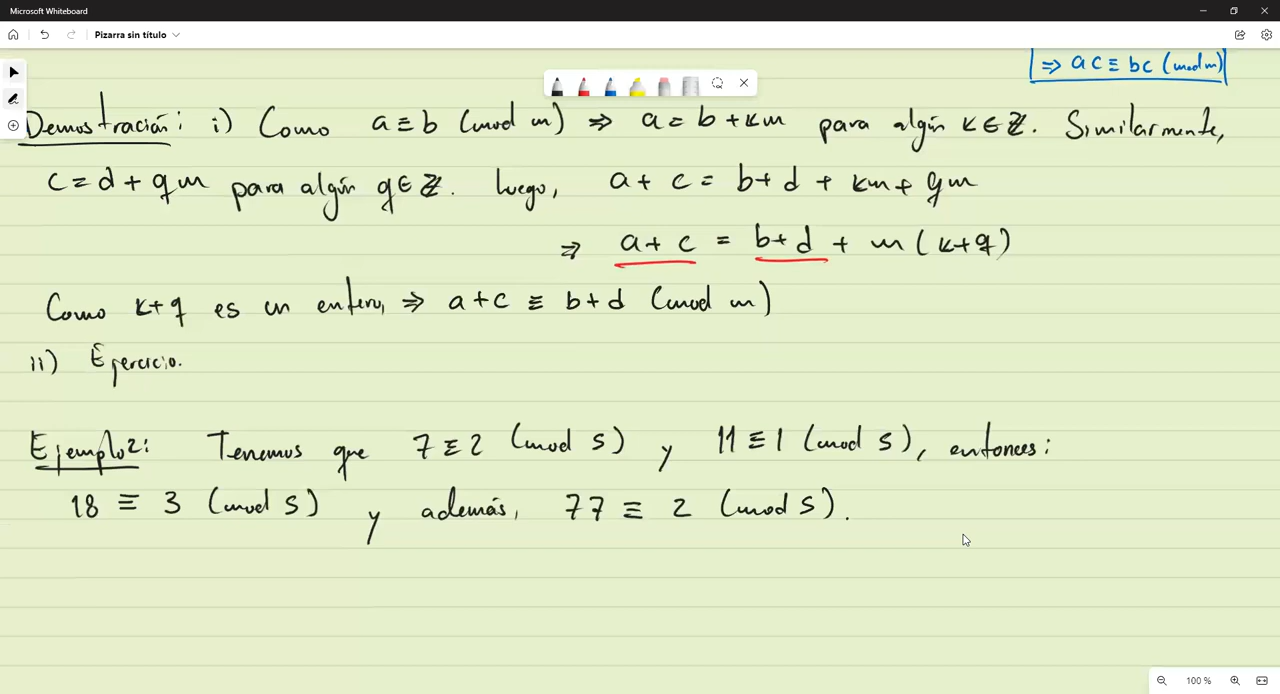 Microsoft Whiteboard
Pizarra sin título
⇒ ac ≡ bc (mod m)
Demostración: i) Como a ≡ b (mod m) ⇒ a = b + km para algún k ∈ ℤ. Similarmente,
c = d + qm para algún q ∈ ℤ. Luego, a + c = b + d + km + qm
⇒ a + c = b + d + m (k + q)
Como k + q es un entero, ⇒ a + c ≡ b + d (mod m)
ii) Ejercicio.
Ejemplo 2: Tenemos que 7 ≡ 2 (mod 5) y 11 ≡ 1 (mod 5), entonces:
18 ≡ 3 (mod 5) y además, 77 ≡ 2 (mod 5).
100 %